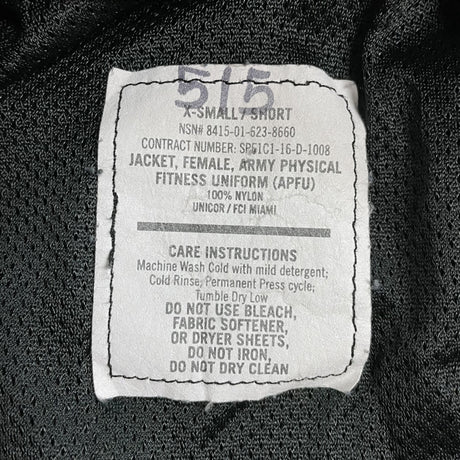 515
X-SMALL / SHORT
NSN# 8415-01-623-8660
CONTRACT NUMBER: SPE1C1-16-D-1008
JACKET, FEMALE, ARMY PHYSICAL
FITNESS UNIFORM (APFU)
100% NYLON
UNICOR / FCI MIAMI
CARE INSTRUCTIONS
Machine Wash Cold with mild detergent;
Cold Rinse, Permanent Press cycle;
Tumble Dry Low
DO NOT USE BLEACH,
FABRIC SOFTENER,
OR DRYER SHEETS,
DO NOT IRON,
DO NOT DRY CLEAN